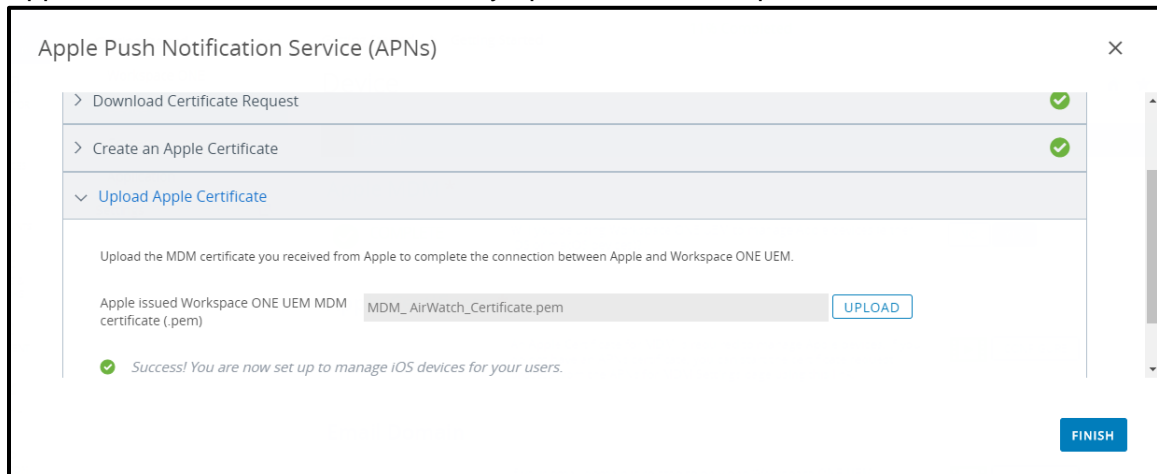 Apple Push Notification Service (APNs)
Download Certificate Request
Create an Apple Certificate
Upload Apple Certificate
Upload the MDM certificate you received from Apple to complete the connection between Apple and Workspace ONE UEM.
Apple issued Workspace ONE UEM MDM
certificate (.pem)
MDM_ AirWatch_Certificate.pem
UPLOAD
Success! You are now set up to manage iOS devices for your users.
FINISH